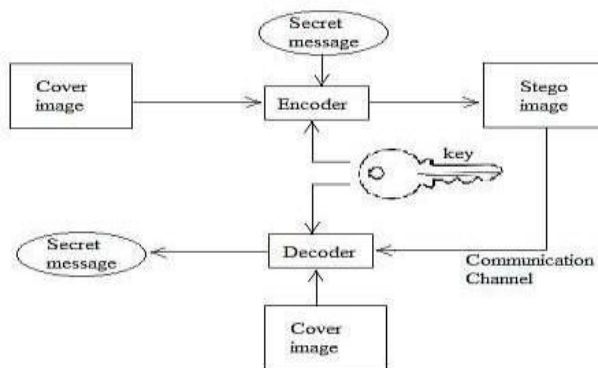 Secret
message
Cover
image
Encoder
Stego
image
key
Secret
message
Decoder
Communication
Channel
Cover
image